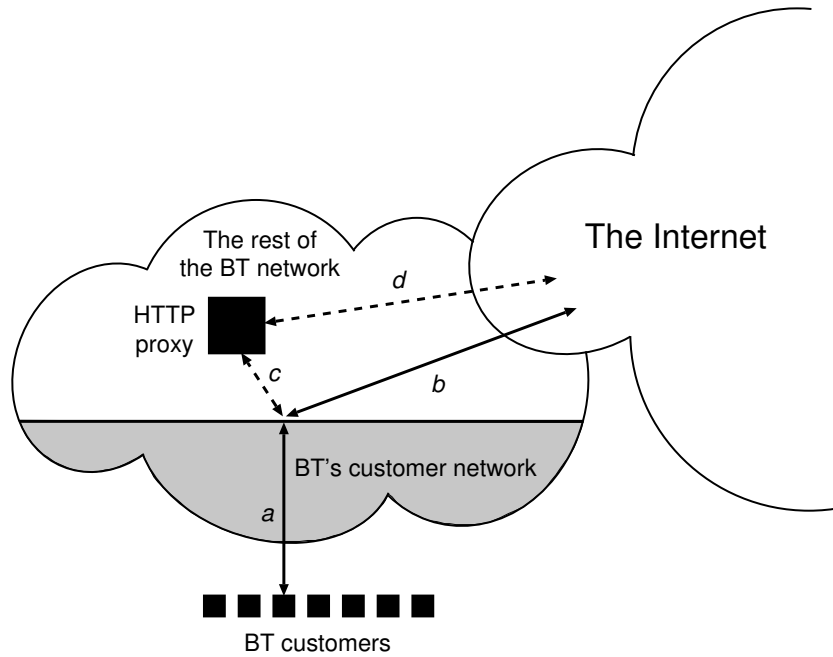 The Internet
The rest of
the BT network
d
HTTP
proxy
c
b
BT's customer network
a
BT customers